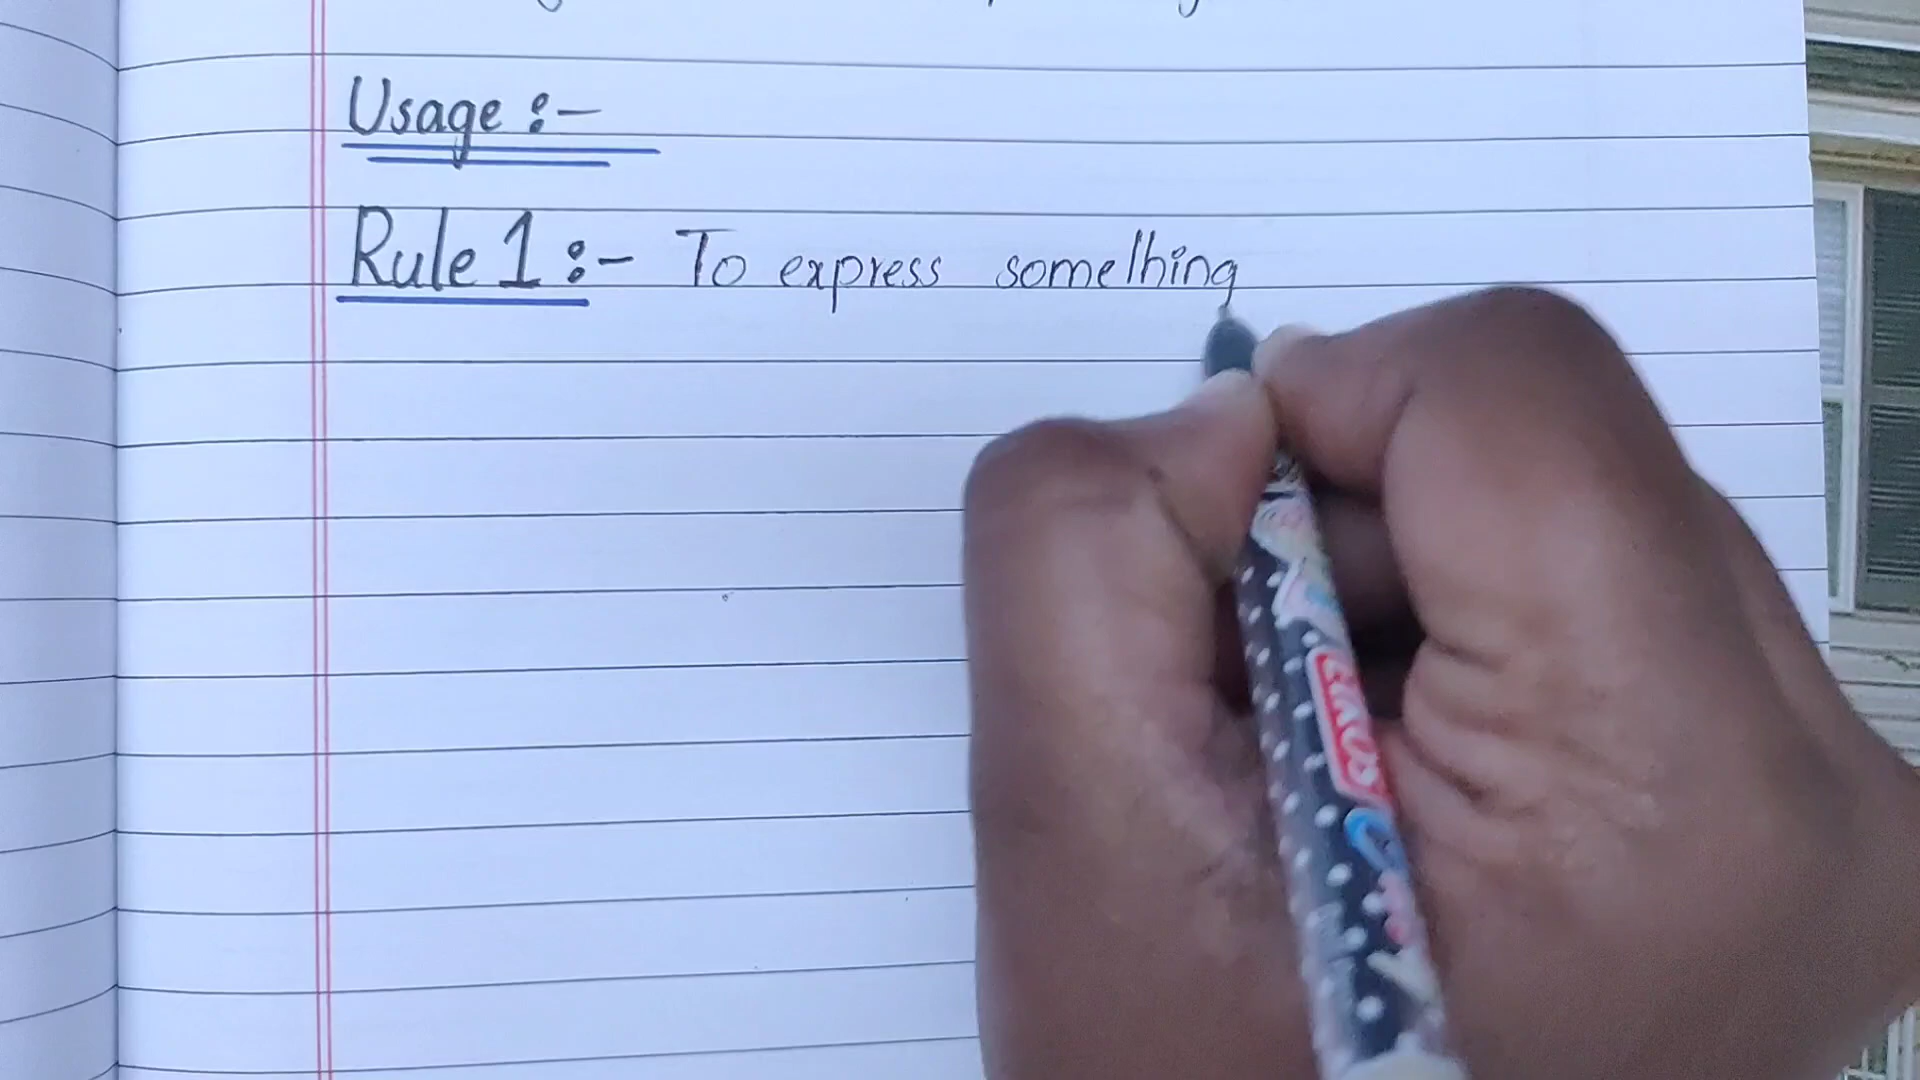 Usage :-
Rule 1 :- To express something